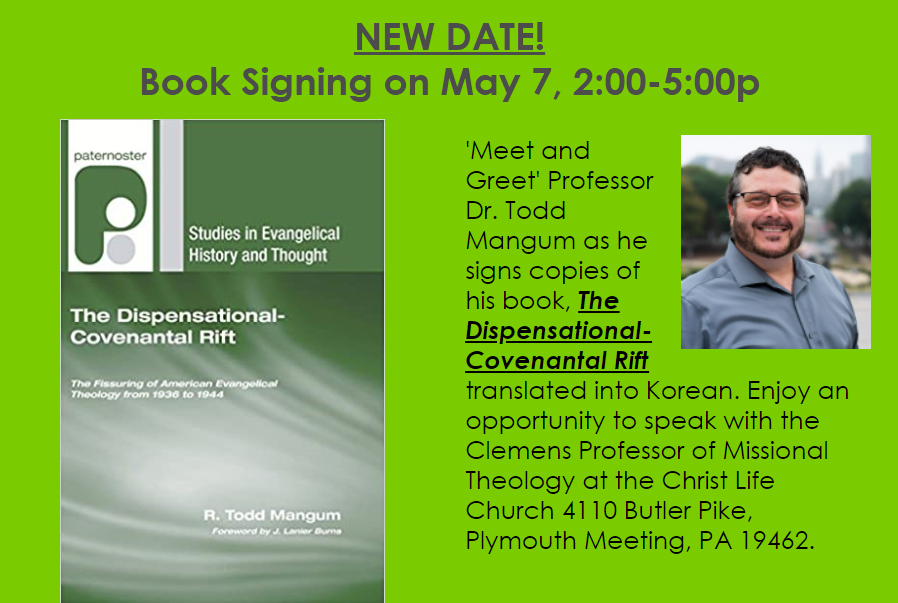 NEW DATE!
Book Signing on May 7, 2:00-5:00p
paternoster
Studies in Evangelical
History and Thought
The Dispensational-
Covenantal Rift
The Fissuring of American Evangelical
Theology from 1936 to 1944
R. Todd Mangum
Foreword by J. Lanier Burns
'Meet and
Greet' Professor
Dr. Todd
Mangum as he
signs copies of
his book, The
Dispensational-
Covenantal Rift
translated into Korean. Enjoy an
opportunity to speak with the
Clemens Professor of Missional
Theology at the Christ Life
Church 4110 Butler Pike,
Plymouth Meeting, PA 19462.